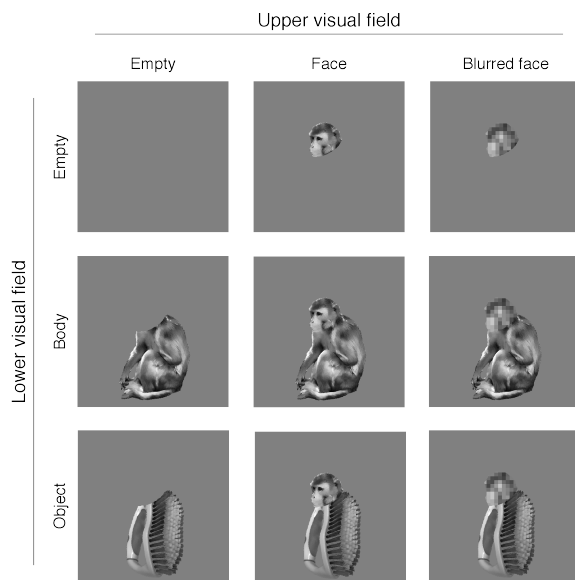 Upper visual field
Empty
Face
Blurred face
Lower visual field
Empty
Body
Object